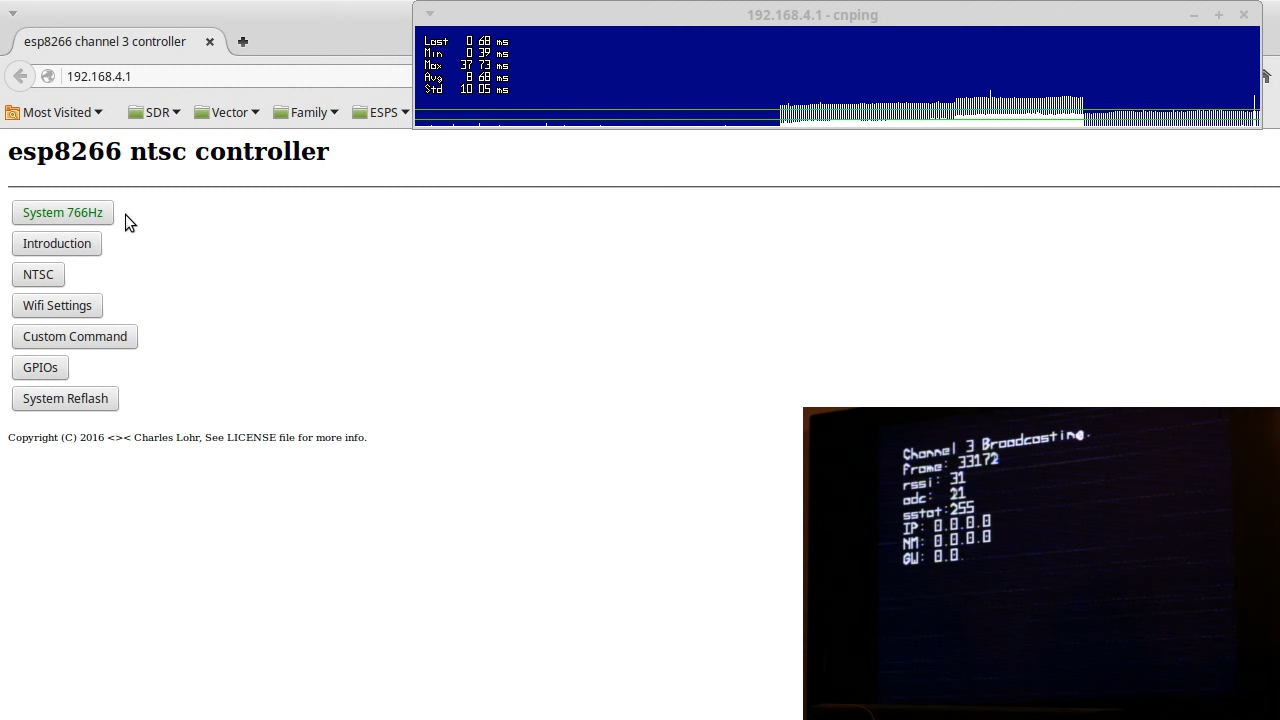 192.168.4.1 - cnping
esp8266 channel 3 controller
192.168.4.1
Most Visited SDR Vector Family ESPS
Last 0 68 ms
Min 0 39 ms
Max 37 73 ms
Avg 8 68 ms
Std 10 05 ms
esp8266 ntsc controller
System 766Hz
Introduction
NTSC
Wifi Settings
Custom Command
GPIOs
System Reflash
Copyright (C) 2016 <>< Charles Lohr, See LICENSE file for more info.
Channel 3 Broadcasting.
frame: 33172
rssi: 31
adc: 21
sstat:255
IP: 0.0.0.0
NM: 0.0.0.0
GW: 0.0.